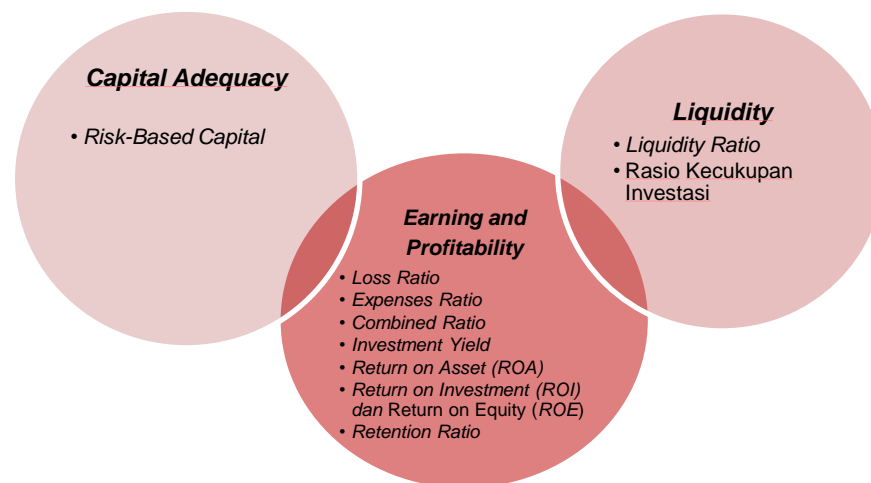 Capital Adequacy
• Risk-Based Capital
Liquidity
• Liquidity Ratio
• Rasio Kecukupan
Investasi
Earning and
Profitability
• Loss Ratio
• Expenses Ratio
• Combined Ratio
• Investment Yield
• Return on Asset (ROA)
• Return on Investment (ROI)
dan Return on Equity (ROE)
• Retention Ratio